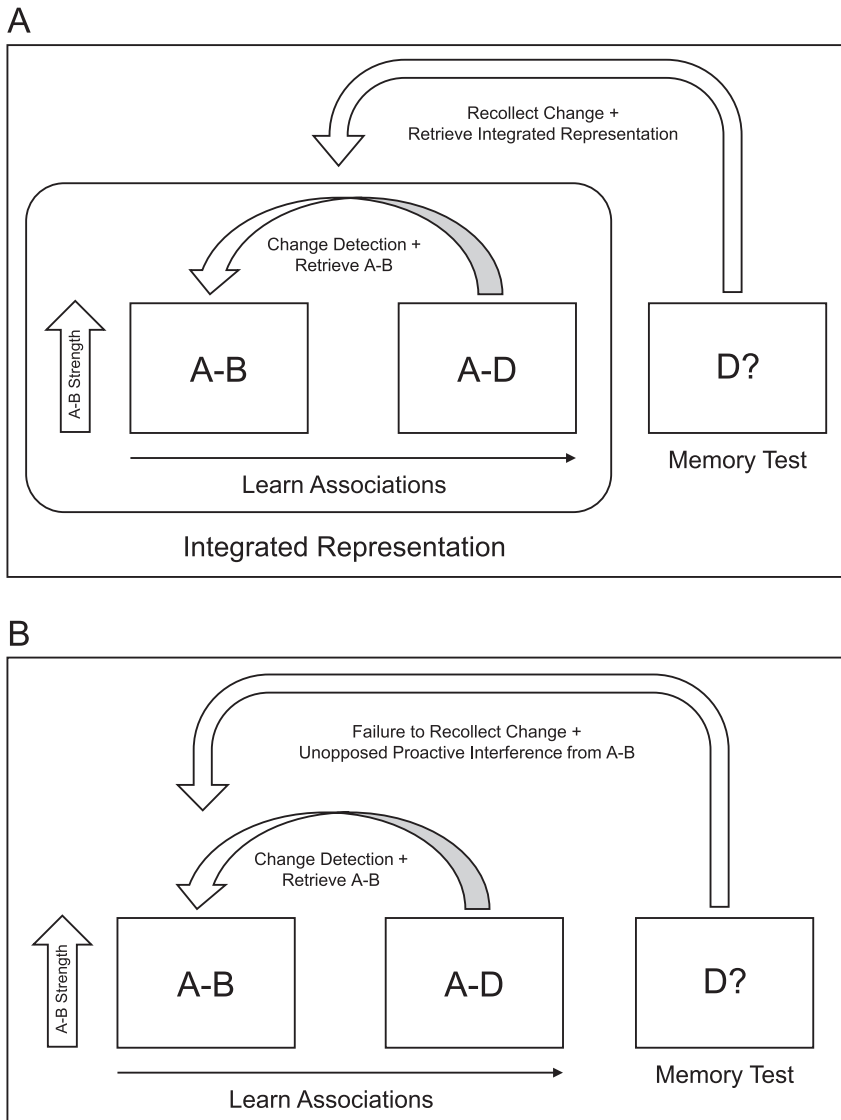 A
Recollect Change +
Retrieve Integrated Representation
Change Detection +
Retrieve A-B
A-B Strength
A-B
A-D
D?
Memory Test
Learn Associations
Integrated Representation
B
Failure to Recollect Change +
Unopposed Proactive Interference from A-B
Change Detection +
Retrieve A-B
A-B Strength
A-B
A-D
D?
Memory Test
Learn Associations